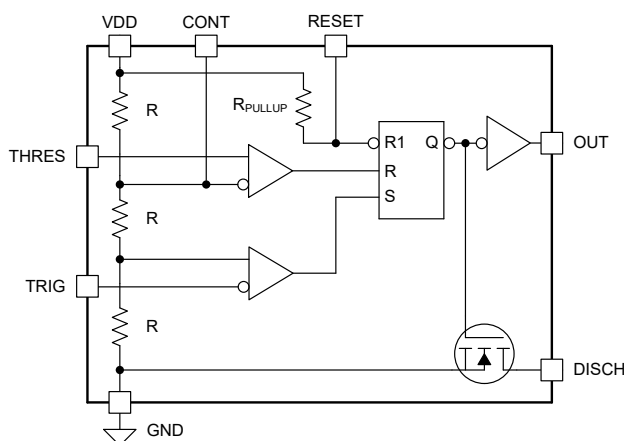 VDD
CONT
RESET
R
RPULLUP
THRES
R1
Q
OUT
R
S
R
TRIG
R
DISCH
GND